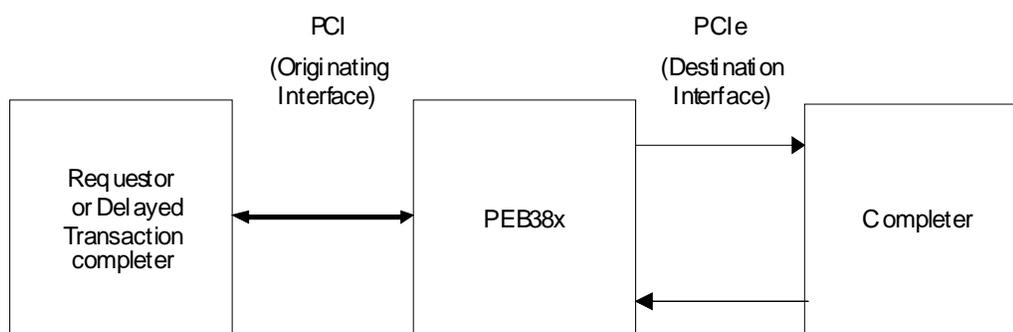 PCI
(Originating
Interface)
PCIe
(Destination
Interface)
Requestor
or Delayed
Transaction
completer
PEB38x
Completer